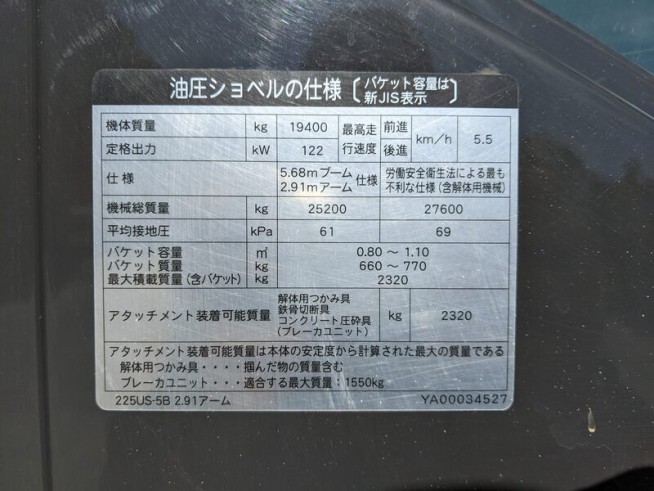 油圧ショベルの仕様〔バケット容量は新JIS表示〕
機体質量 kg 19400 最高走行速度 前進 後進 km/h 5.5
定格出力 kW 122
仕様 5.68mブーム 2.91mアーム 仕様 労働安全衛生法による最も不利な仕様(含解体用機械)
機械総質量 kg 25200 27600
平均接地圧 kPa 61 69
バケット容量 ㎥ 0.80 ～ 1.10
バケット質量 kg 660 ～ 770
最大積載質量(含バケット) kg 2320
アタッチメント装着可能質量 解体用つかみ具 鉄骨切断具 コンクリート圧砕具 (ブレーカユニット) kg 2320
アタッチメント装着可能質量は本体の安定度から計算された最大の質量である
解体用つかみ具・・・・掴んだ物の質量含む
ブレーカユニット・・・・適合する最大質量：1550kg
225US-5B 2.91アーム YA00034527